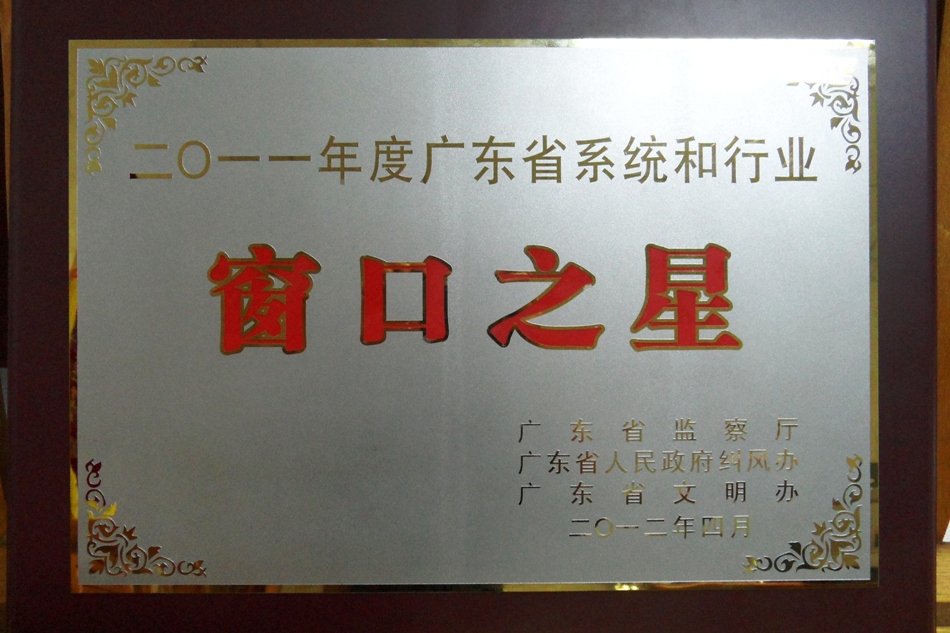 二〇一一年度广东省系统和行业
窗口之星
广东省监察厅
广东省人民政府纠风办
广东省文明办
二〇一二年四月